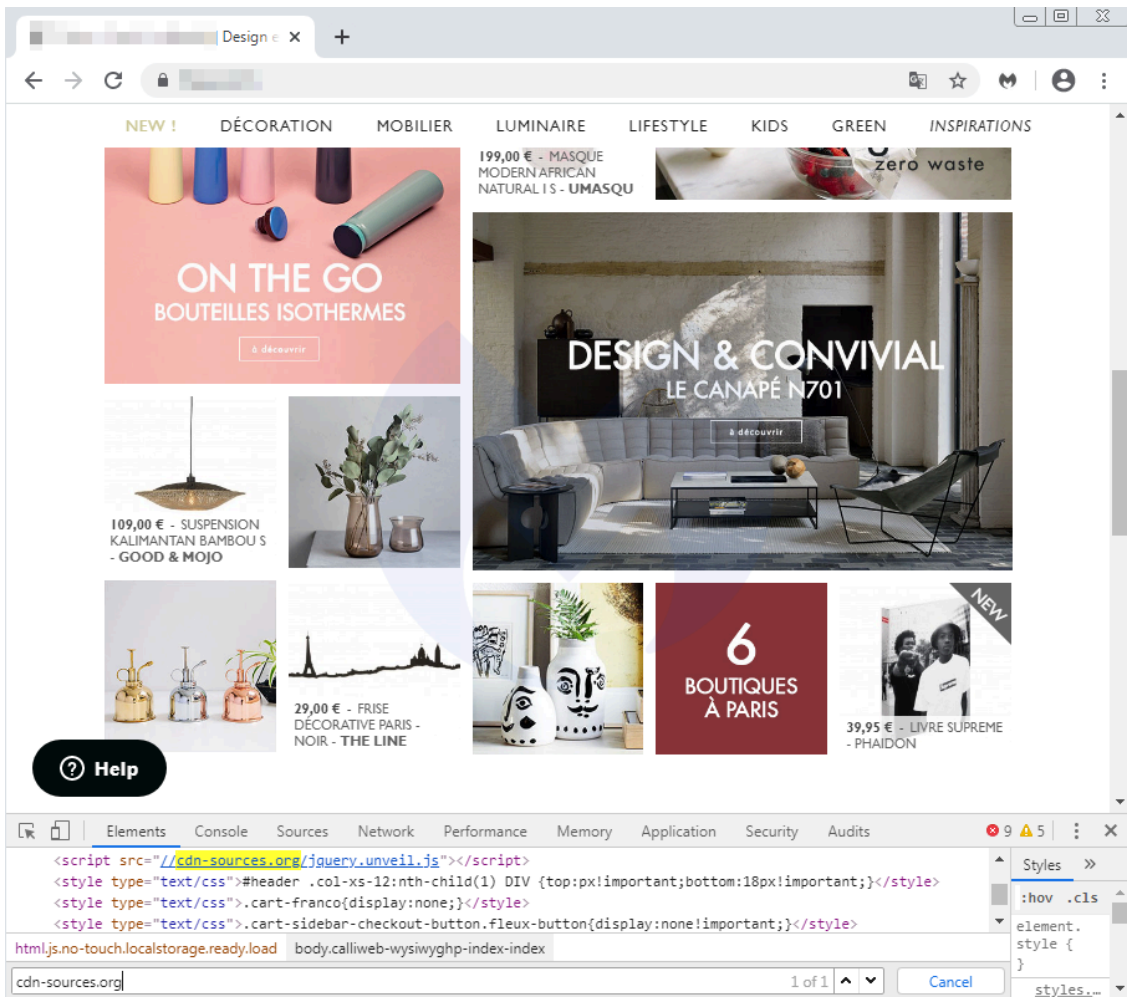 Design e
NEW !
DÉCORATION
MOBILIER
LUMINAIRE
LIFESTYLE
KIDS
GREEN
INSPIRATIONS
199,00 € - MASQUE
MODERN AFRICAN
NATURAL I S - UMASQU
zero waste
ON THE GO
BOUTEILLES ISOTHERMES
à découvrir
DESIGN & CONVIVIAL
LE CANAPÉ N701
à découvrir
109,00 € - SUSPENSION
KALIMANTAN BAMBOU S
- GOOD & MOJO
29,00 € - FRISE
DÉCORATIVE PARIS -
NOIR - THE LINE
6
BOUTIQUES
À PARIS
NEW
39,95 € - LIVRE SUPREME
- PHAIDON
? Help
Elements Console Sources Network Performance Memory Application Security Audits 9 5
<script src="//cdn-sources.org/jquery.unveil.js"></script>
<style type="text/css">#header .col-xs-12:nth-child(1) DIV {top:px!important;bottom:18px!important;}</style>
<style type="text/css">.cart-franco{display:none;}</style>
<style type="text/css">.cart-sidebar-checkout-button.fleux-button{display:none!important;}</style>
html.js.no-touch.localstorage.ready.load body.calliweb-wysiwyghp-index-index
cdn-sources.org 1 of 1 Cancel
Styles »
:hov .cls
element.
style {
}
styles.…